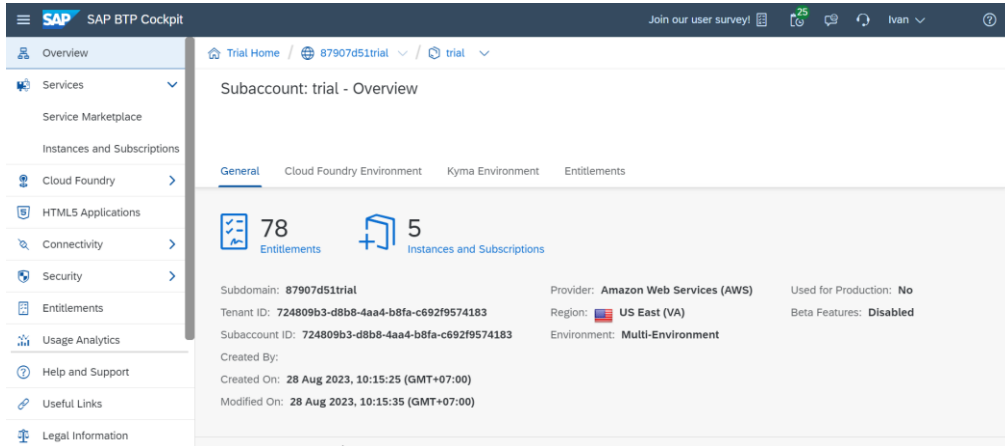 SAP SAP BTP Cockpit
Join our user survey!
25
Ivan
Overview
Services
Service Marketplace
Instances and Subscriptions
Cloud Foundry
HTML5 Applications
Connectivity
Security
Entitlements
Usage Analytics
Help and Support
Useful Links
Legal Information
Trial Home / 87907d51trial / trial
Subaccount: trial - Overview
General Cloud Foundry Environment Kyma Environment Entitlements
78
Entitlements
5
Instances and Subscriptions
Subdomain: 87907d51trial
Tenant ID: 724809b3-d8b8-4aa4-b8fa-c692f9574183
Subaccount ID: 724809b3-d8b8-4aa4-b8fa-c692f9574183
Created By:
Created On: 28 Aug 2023, 10:15:25 (GMT+07:00)
Modified On: 28 Aug 2023, 10:15:35 (GMT+07:00)
Provider: Amazon Web Services (AWS)
Region: US East (VA)
Environment: Multi-Environment
Used for Production: No
Beta Features: Disabled